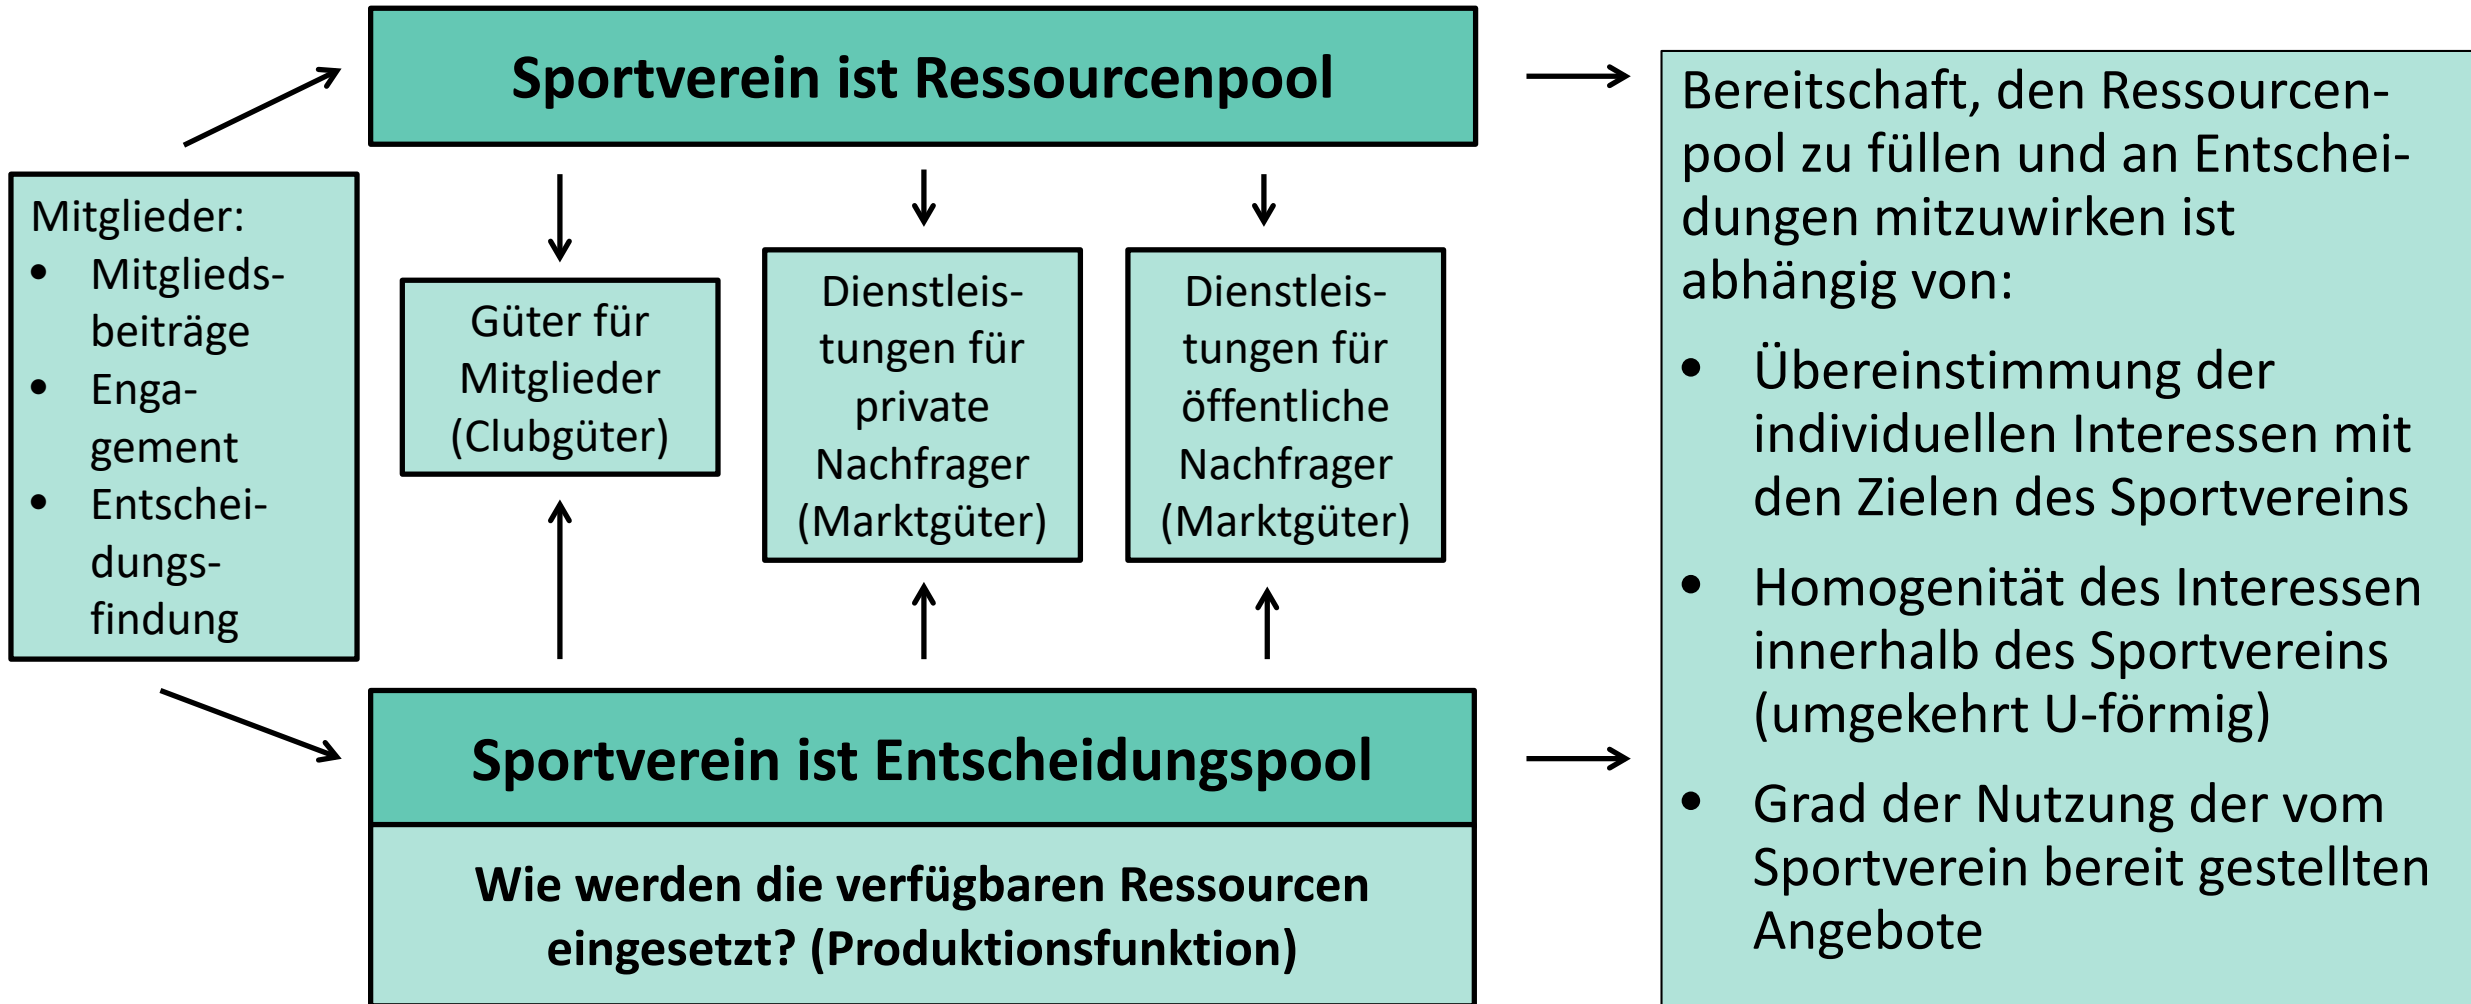 Sportverein ist Ressourcenpool
Mitglieder:
• Mitglieds-
beiträge
• Enga-
gement
• Entschei-
dungs-
findung
Güter für
Mitglieder
(Clubgüter)
Dienstleis-
tungen für
private
Nachfrager
(Marktgüter)
Dienstleis-
tungen für
öffentliche
Nachfrager
(Marktgüter)
Sportverein ist Entscheidungspool
Wie werden die verfügbaren Ressourcen
eingesetzt? (Produktionsfunktion)
Bereitschaft, den Ressourcen-
pool zu füllen und an Entschei-
dungen mitzuwirken ist
abhängig von:
• Übereinstimmung der
individuellen Interessen mit
den Zielen des Sportvereins
• Homogenität des Interessen
innerhalb des Sportvereins
(umgekehrt U-förmig)
• Grad der Nutzung der vom
Sportverein bereit gestellten
Angebote